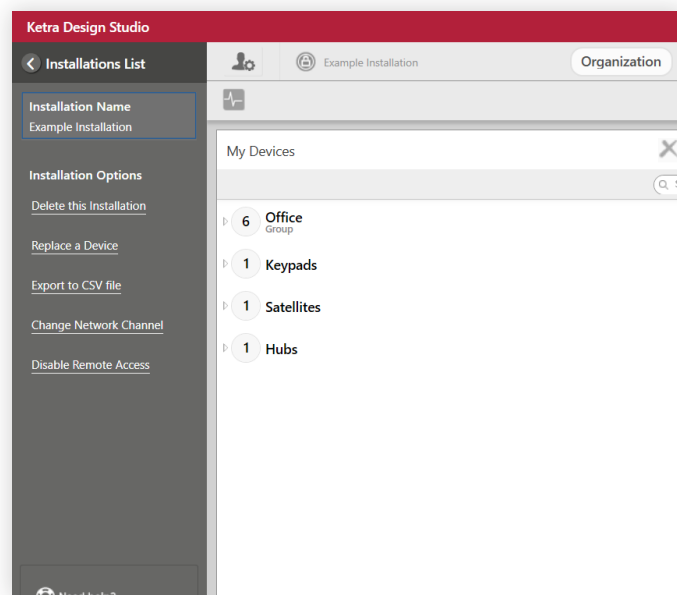 Ketra Design Studio
Installations List
Example Installation
Organization
Installation Name
Example Installation
My Devices
Installation Options
Delete this Installation
Replace a Device
Export to CSV file
Change Network Channel
Disable Remote Access
6 Office
Group
1 Keypads
1 Satellites
1 Hubs